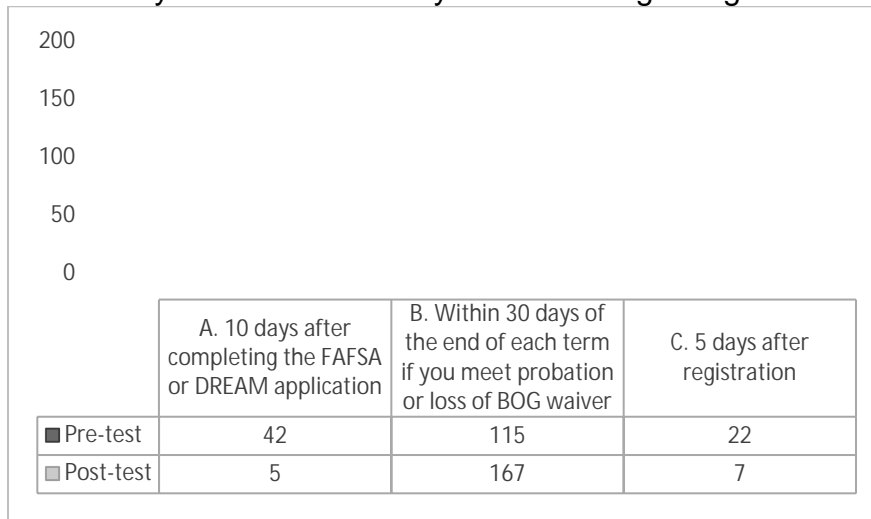 200
150
100
50
0
A. 10 days after
completing the FAFSA
or DREAM application
B. Within 30 days of
the end of each term
if you meet probation
or loss of BOG waiver
C. 5 days after
registration
Pre-test 42 115 22
Post-test 5 167 7